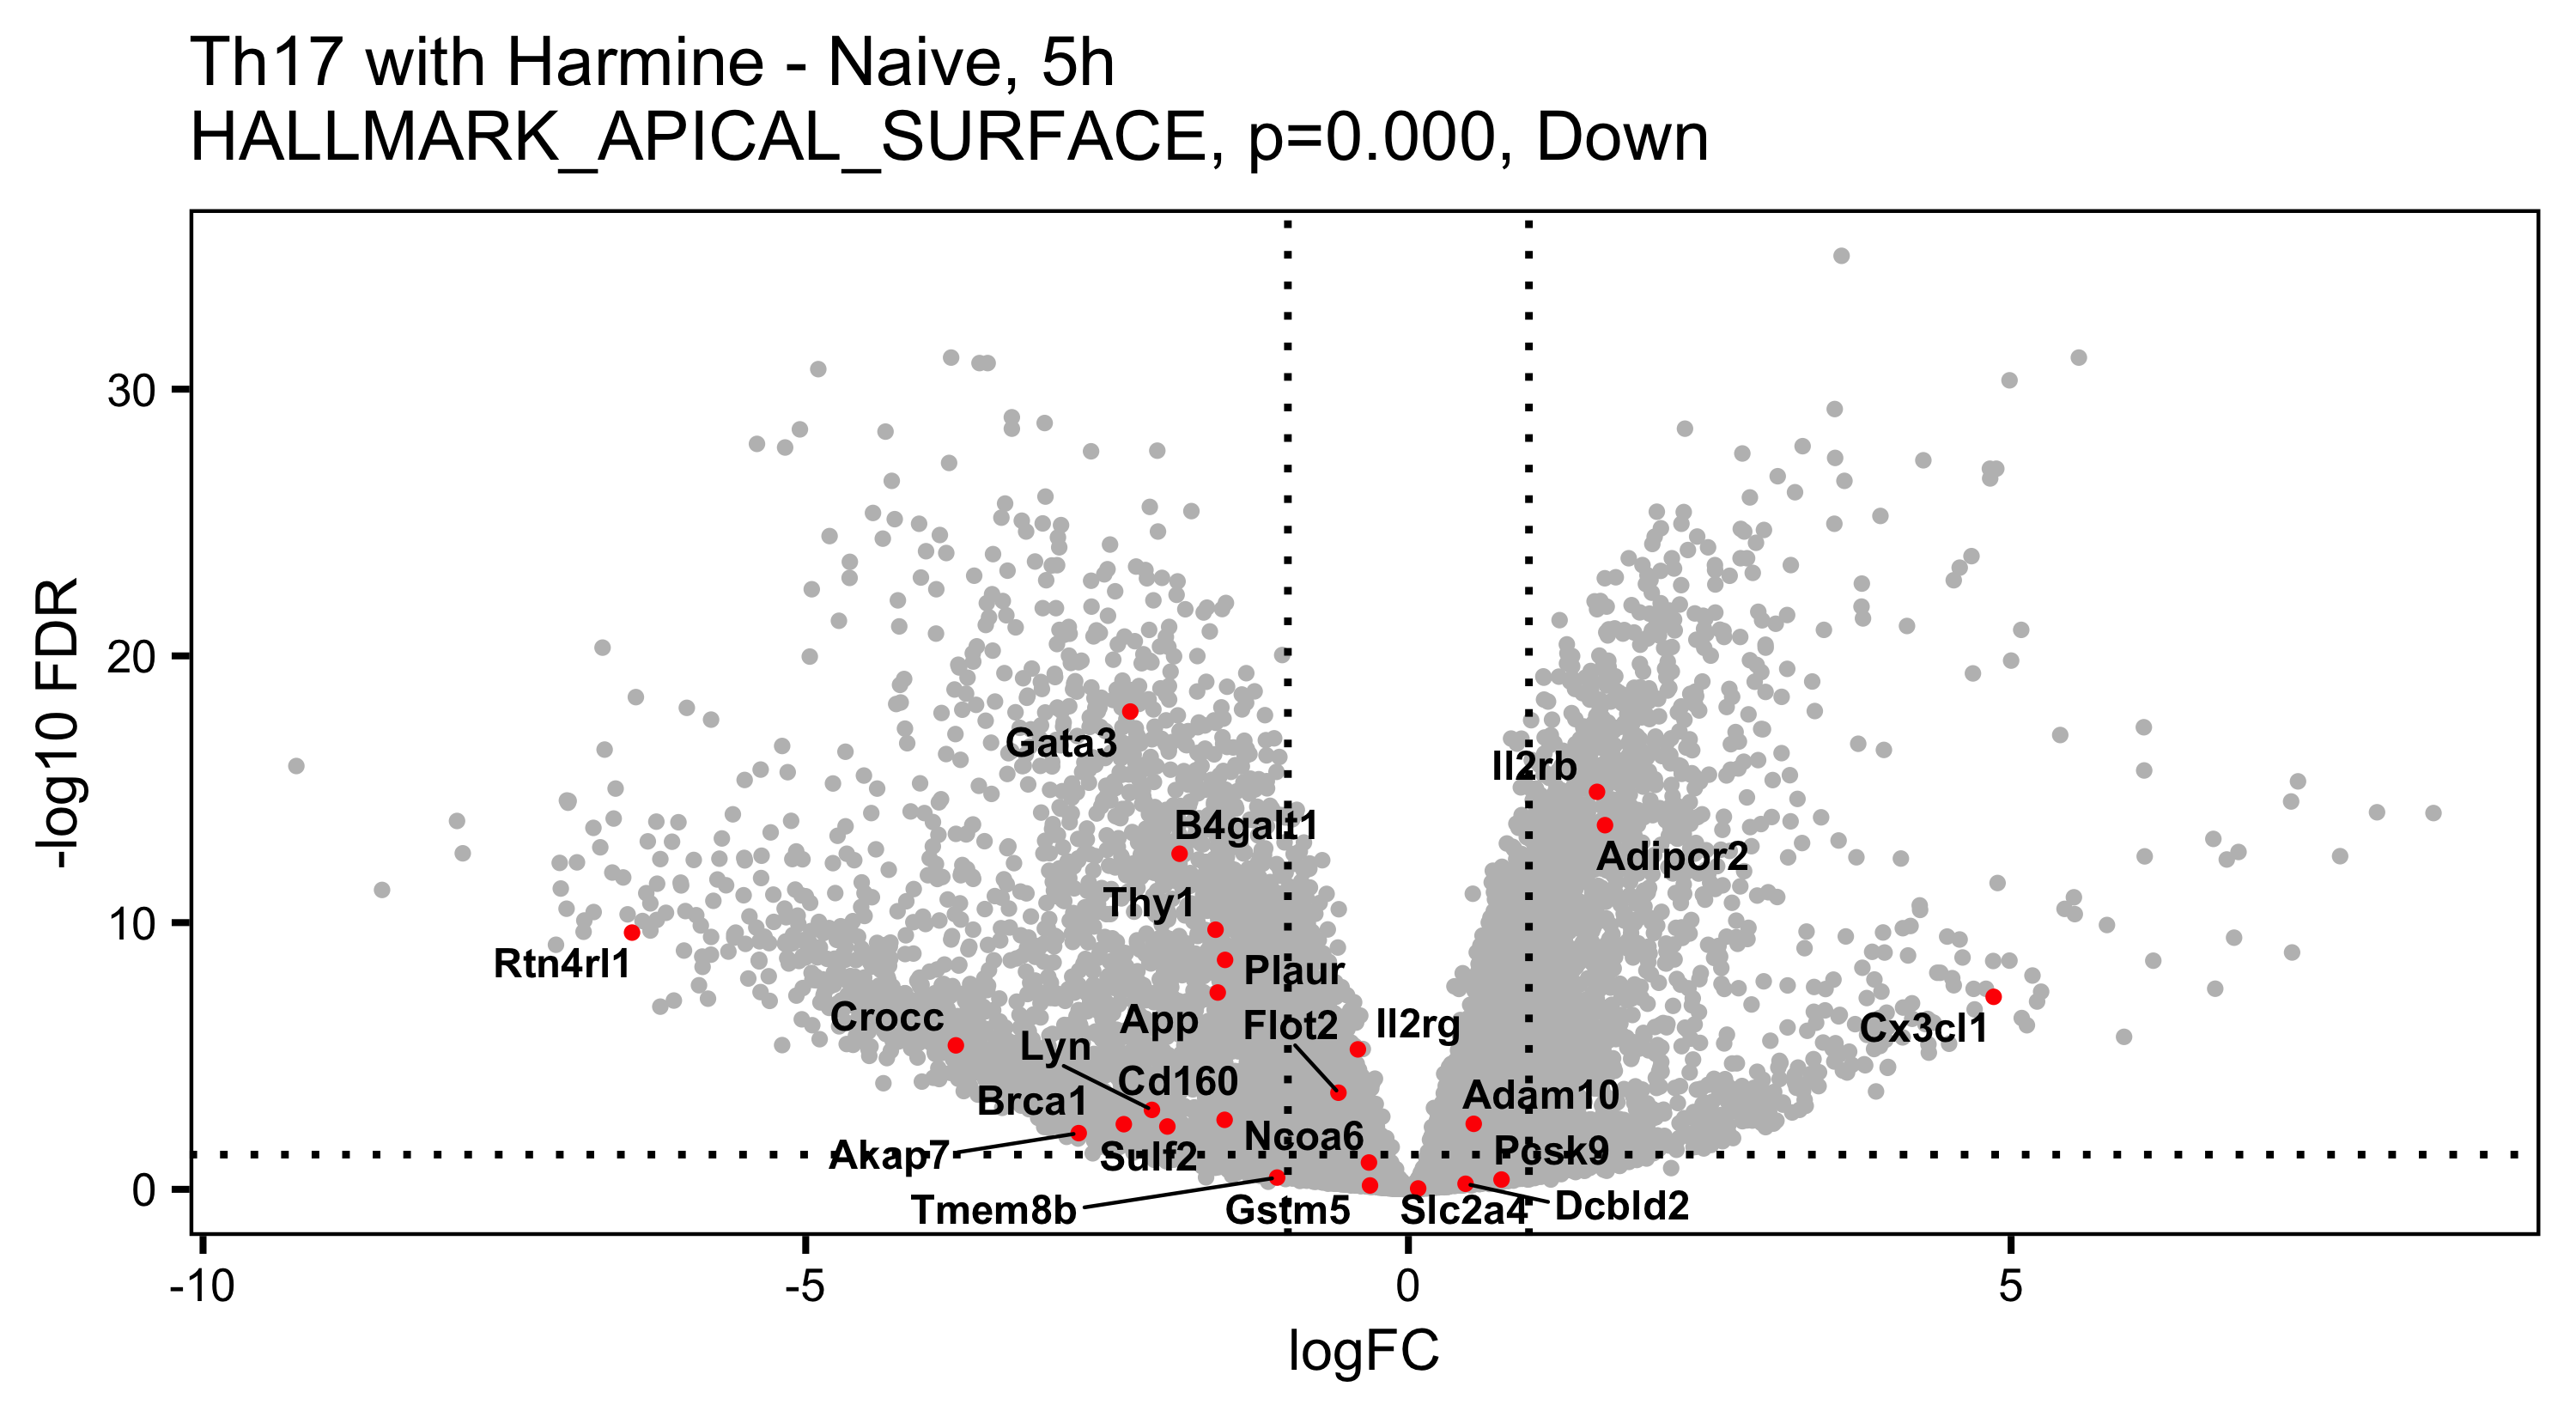 Th17 with Harmine - Naive, 5h
HALLMARK_APICAL_SURFACE, p=0.000, Down
-log10 FDR
30
20
10
0
Gata3
Il2rb
B4galt1
Adipor2
Thy1
Rtn4rl1
Plaur
Crocc
App
Flot2
Il2rg
Cx3cl1
Lyn
Cd160
Brca1
Adam10
Ncoa6
Akap7
Sulf2
Pcsk9
Tmem8b
Gstm5
Slc2a4
Dcbld2
-10
-5
0
5
logFC